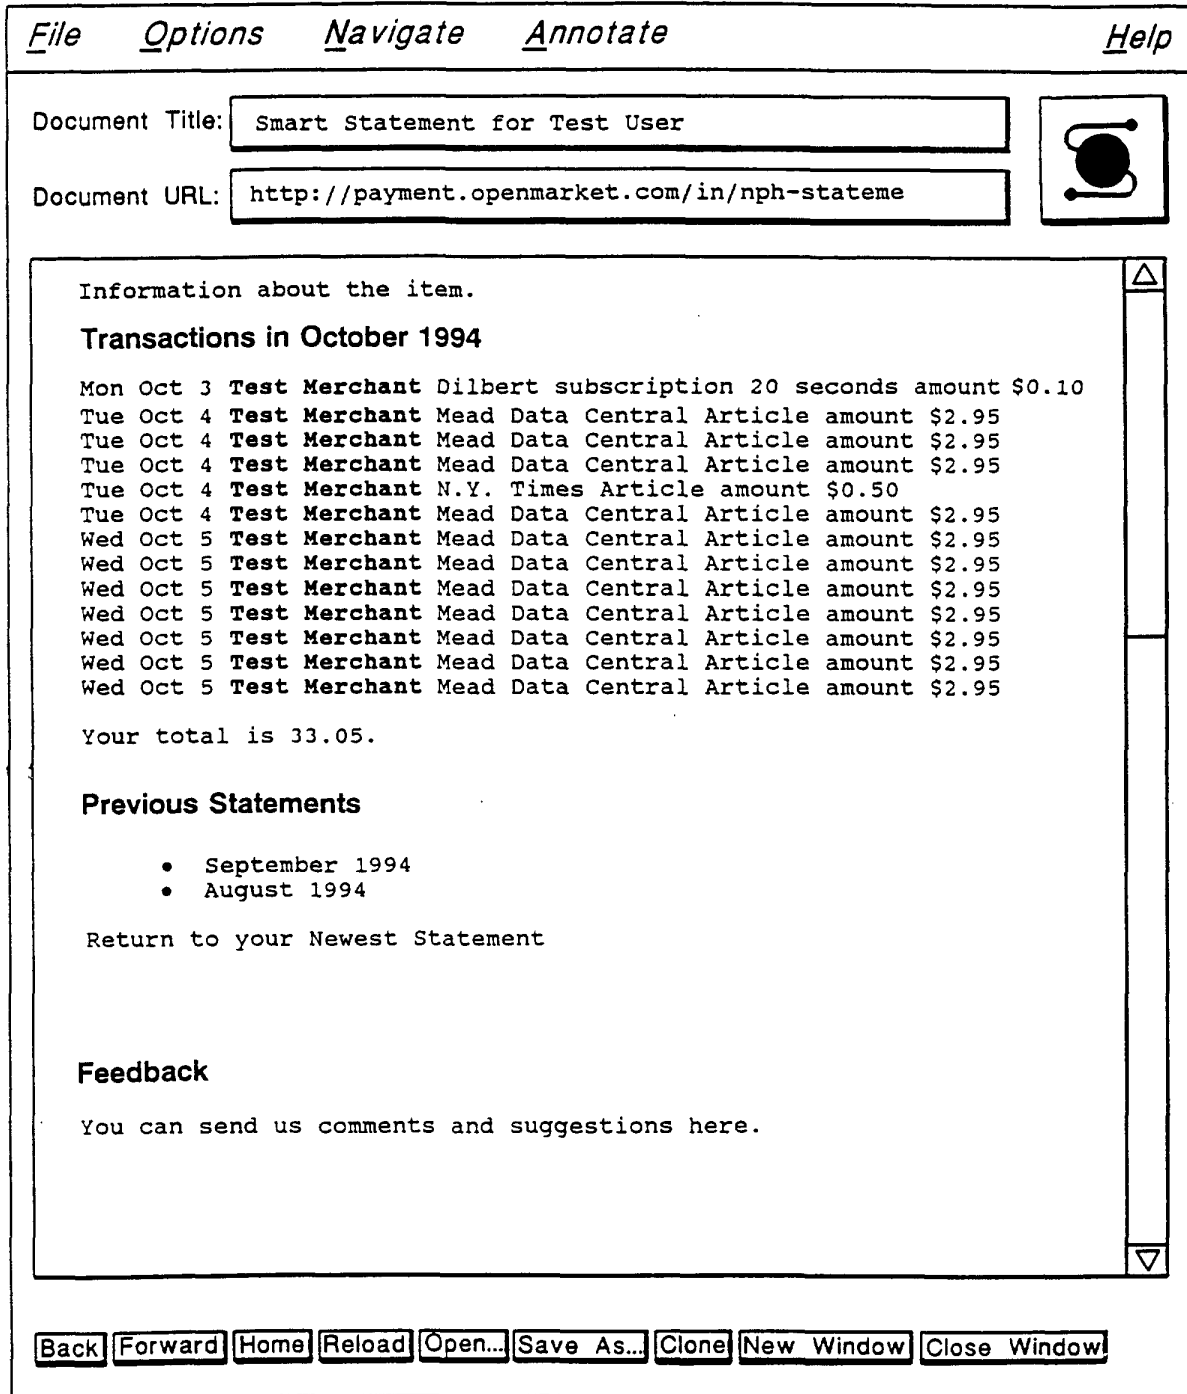 File Options Navigate Annotate Help
Document Title: Smart Statement for Test User
Document URL: http://payment.openmarket.com/in/nph-stateme
Information about the item.
Transactions in October 1994
Mon Oct 3 Test Merchant Dilbert subscription 20 seconds amount $0.10
Tue Oct 4 Test Merchant Mead Data Central Article amount $2.95
Tue Oct 4 Test Merchant Mead Data Central Article amount $2.95
Tue Oct 4 Test Merchant Mead Data Central Article amount $2.95
Tue Oct 4 Test Merchant N.Y. Times Article amount $0.50
Tue Oct 4 Test Merchant Mead Data Central Article amount $2.95
Wed Oct 5 Test Merchant Mead Data Central Article amount $2.95
Wed Oct 5 Test Merchant Mead Data Central Article amount $2.95
Wed Oct 5 Test Merchant Mead Data Central Article amount $2.95
Wed Oct 5 Test Merchant Mead Data Central Article amount $2.95
Wed Oct 5 Test Merchant Mead Data Central Article amount $2.95
Wed Oct 5 Test Merchant Mead Data Central Article amount $2.95
Wed Oct 5 Test Merchant Mead Data Central Article amount $2.95
Your total is 33.05.
Previous Statements
• September 1994
• August 1994
Return to your Newest Statement
Feedback
You can send us comments and suggestions here.
Back Forward Home Reload Open... Save As... Clone New Window Close Window